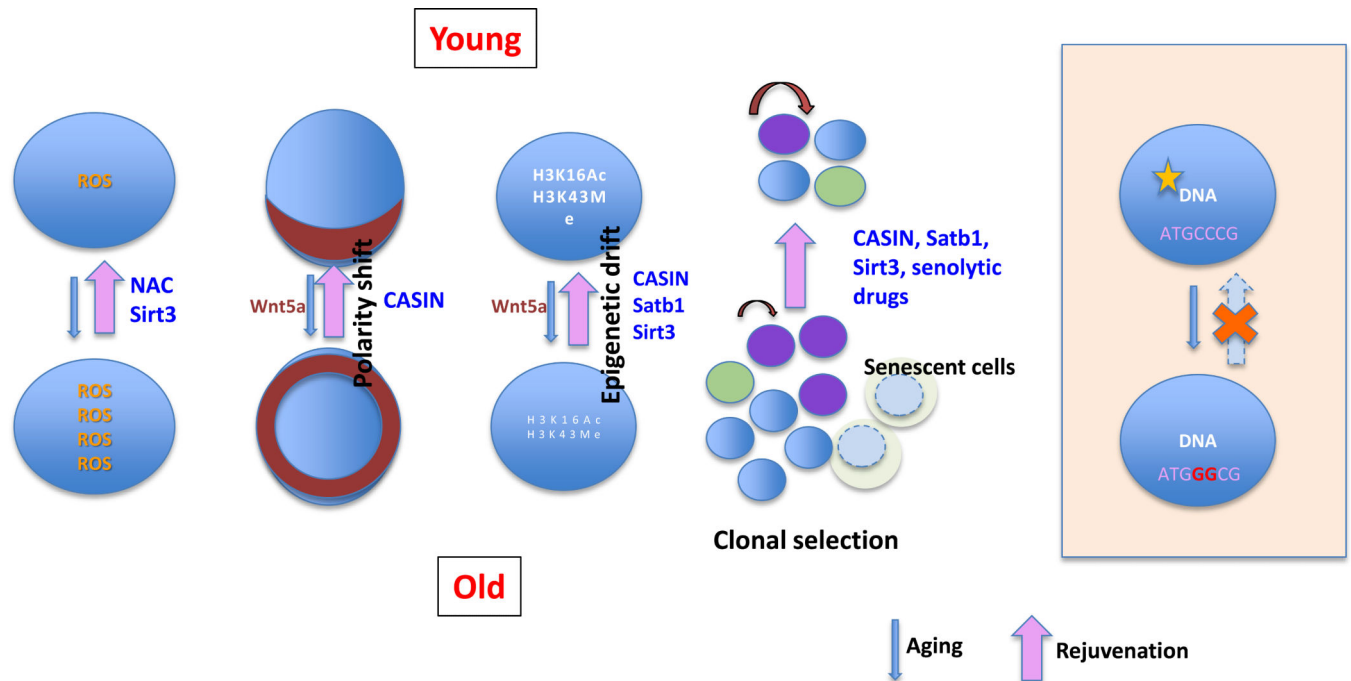 Young
ROS
NAC
Sirt3
ROS
ROS
ROS
ROS
Polarity shift
Wnt5a
CASIN
H3K16Ac
H3K43M
e
Epigenetic drift
Wnt5a
CASIN
Satb1
Sirt3
H3K16Ac
H3K43Me
CASIN, Satb1,
Sirt3, senolytic
drugs
Senescent cells
Clonal selection
DNA
ATGCCCG
DNA
ATGGGCG
Old
Aging
Rejuvenation